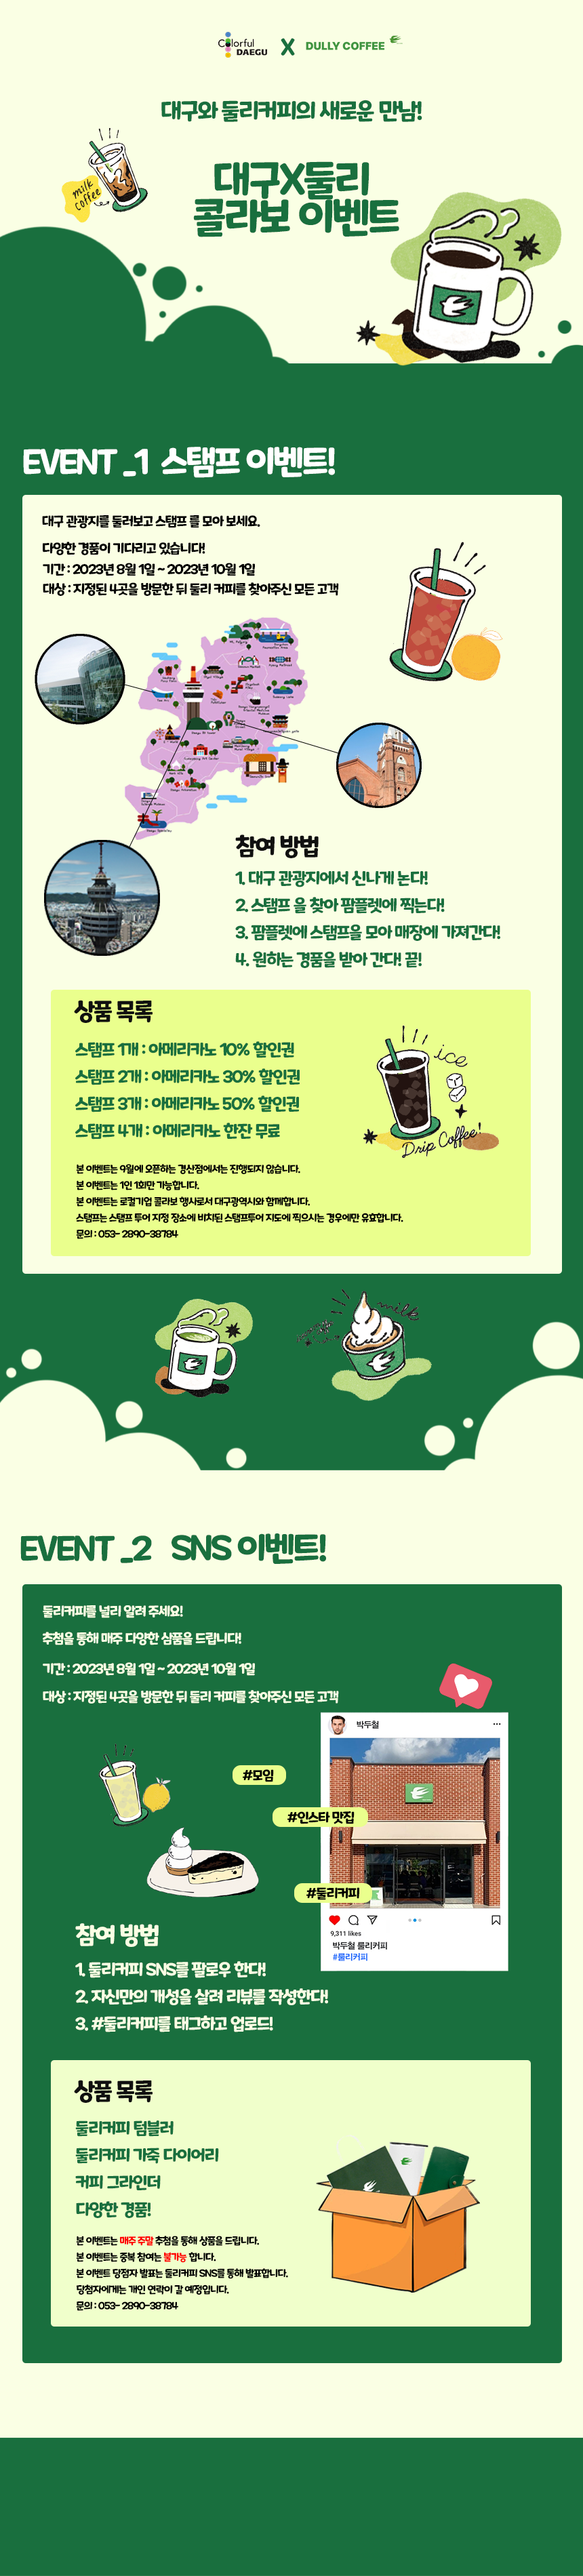 Colorful
DAEGU
X
DULLY COFFEE
대구와 둘리커피의 새로운 만남!
milk
coffee
대구X둘리
콜라보 이벤트
EVENT _1 스탬프 이벤트!
대구 관광지를 둘러보고 스탬프 를 모아 보세요.
다양한 경품이 기다리고 있습니다!
기간 : 2023년 8월 1일 ~ 2023년 10월 1일
대상 : 지정된 4곳을 방문한 뒤 둘리 커피를 찾아주신 모든 고객
참여 방법
1. 대구 관광지에서 신나게 논다!
2. 스탬프 을 찾아 팜플렛에 찍는다!
3. 팜플렛에 스탬프을 모아 매장에 가져간다!
4. 원하는 경품을 받아 간다! 끝!
상품 목록
스탬프 1개 : 아메리카노 10% 할인권
스탬프 2개 : 아메리카노 30% 할인권
스탬프 3개 : 아메리카노 50% 할인권
스탬프 4개 : 아메리카노 한잔 무료
ice
Drip Coffee!
본 이벤트는 9월에 오픈하는 경산점에서는 진행되지 않습니다.
본 이벤트는 1인 1회만 가능합니다.
본 이벤트는 로컬기업 콜라보 행사로서 대구광역시와 함께합니다.
스탬프는 스탬프 투어 지정 장소에 비치된 스탬프투어 지도에 찍으시는 경우에만 유효합니다.
문의 : 053- 2890-38784
milk
EVENT _2 SNS 이벤트!
둘리커피를 널리 알려 주세요!
추첨을 통해 매주 다양한 삼품을 드립니다!
기간 : 2023년 8월 1일 ~ 2023년 10월 1일
대상 : 지정된 4곳을 방문한 뒤 둘리 커피를 찾아주신 모든 고객
박두철
#모임
#인스타 맛집
#둘리커피
9,311 likes
박두철 룰리커피
#룰리커피
참여 방법
1. 둘리커피 SNS를 팔로우 한다!
2. 자신만의 개성을 살려 리뷰를 작성한다!
3. #둘리커피를 태그하고 업로드!
상품 목록
둘리커피 텀블러
둘리커피 가죽 다이어리
커피 그라인더
다양한 경품!
본 이벤트는 매주 주말 추첨을 통해 상품을 드립니다.
본 이벤트는 중복 참여는 불가능 합니다.
본 이벤트 당첨자 발표는 둘리커피 SNS를 통해 발표합니다.
당첨자에게는 개인 연락이 갈 예정입니다.
문의 : 053- 2890-38784